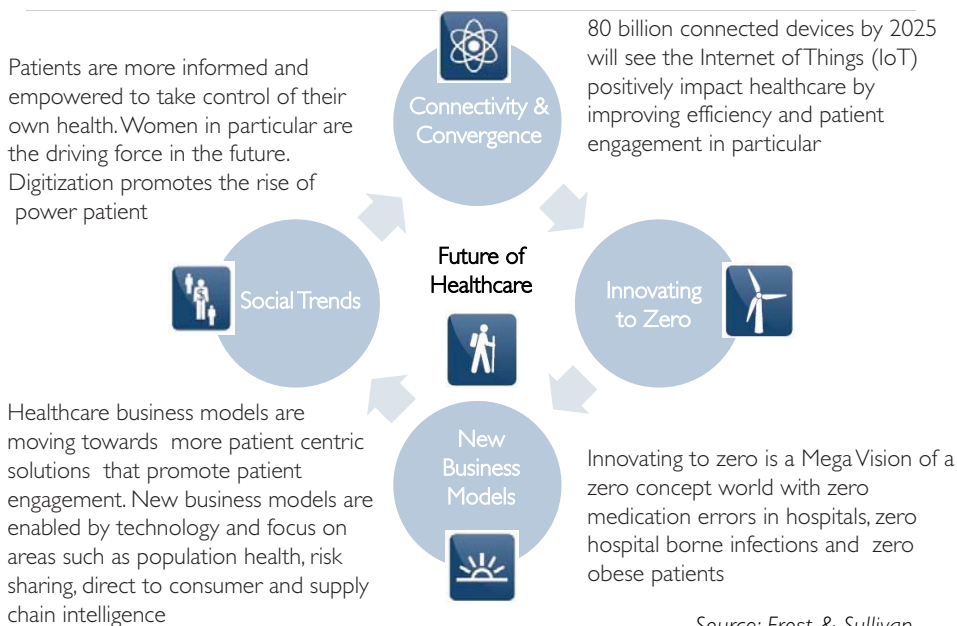 Patients are more informed and
empowered to take control of their
own health. Women in particular are
the driving force in the future.
Digitization promotes the rise of
power patient
Connectivity &
Convergence
80 billion connected devices by 2025
will see the Internet of Things (IoT)
positively impact healthcare by
improving efficiency and patient
engagement in particular
Social Trends
Future of
Healthcare
Innovating
to Zero
Healthcare business models are
moving towards more patient centric
solutions that promote patient
engagement. New business models are
enabled by technology and focus on
areas such as population health, risk
sharing, direct to consumer and supply
chain intelligence
New
Business
Models
Innovating to zero is a Mega Vision of a
zero concept world with zero
medication errors in hospitals, zero
hospital borne infections and zero
obese patients
Source: Frost & Sullivan